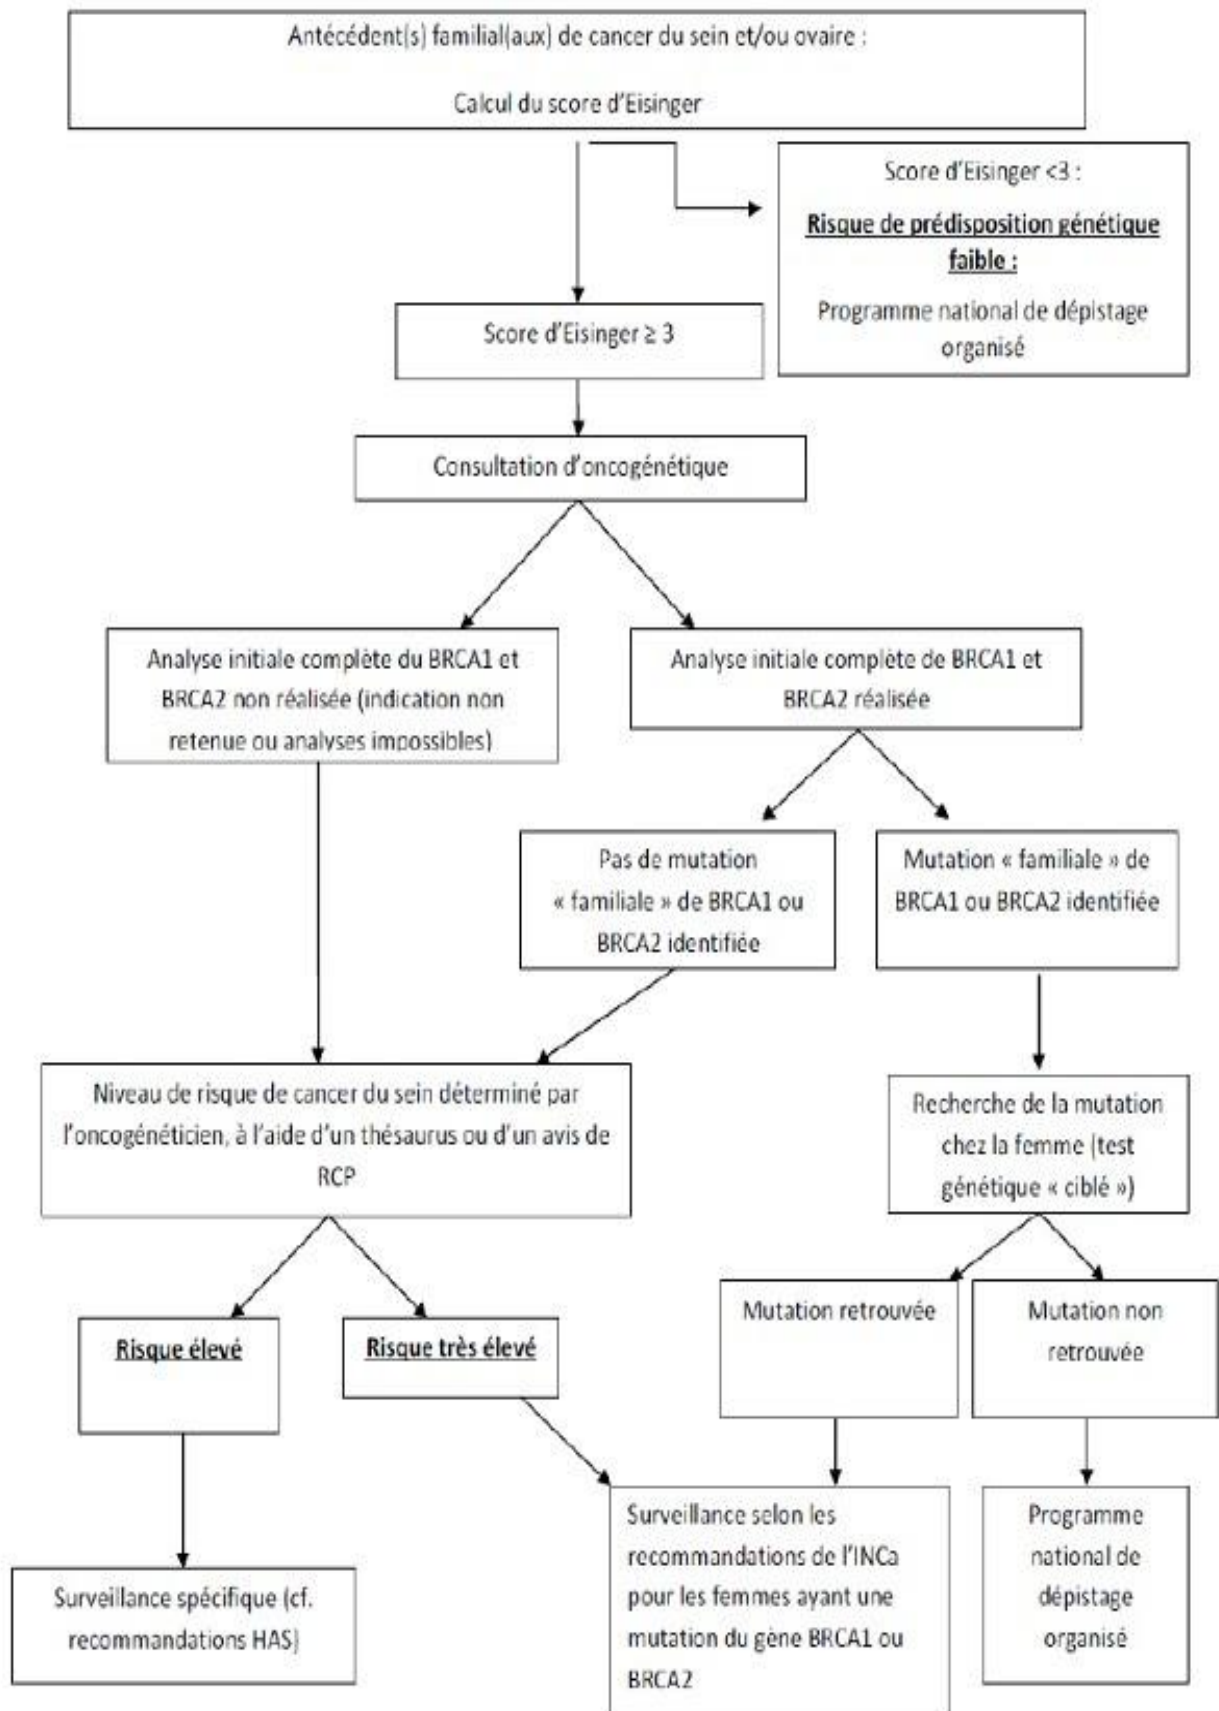 Antécédent(s) familial(aux) de cancer du sein et/ou ovaire :
Calcul du score d'Eisinger
Score d'Eisinger <3 :
Risque de prédisposition génétique
faible :
Programme national de dépistage
organisé
Score d'Eisinger ≥ 3
Consultation d'oncogénétique
Analyse initiale complète du BRCA1 et
BRCA2 non réalisée (indication non
retenue ou analyses impossibles)
Analyse initiale complète de BRCA1 et
BRCA2 réalisée
Pas de mutation
« familiale » de BRCA1 ou
BRCA2 identifiée
Mutation « familiale » de
BRCA1 ou BRCA2 identifiée
Niveau de risque de cancer du sein déterminé par
l'oncogénéticien, à l'aide d'un thésaurus ou d'un avis de
RCP
Recherche de la mutation
chez la femme (test
génétique « ciblé »)
Risque élevé
Risque très élevé
Mutation retrouvée
Mutation non
retrouvée
Surveillance spécifique (cf.
recommandations HAS)
Surveillance selon les
recommandations de l'INCa
pour les femmes ayant une
mutation du gène BRCA1 ou
BRCA2
Programme
national de
dépistage
organisé